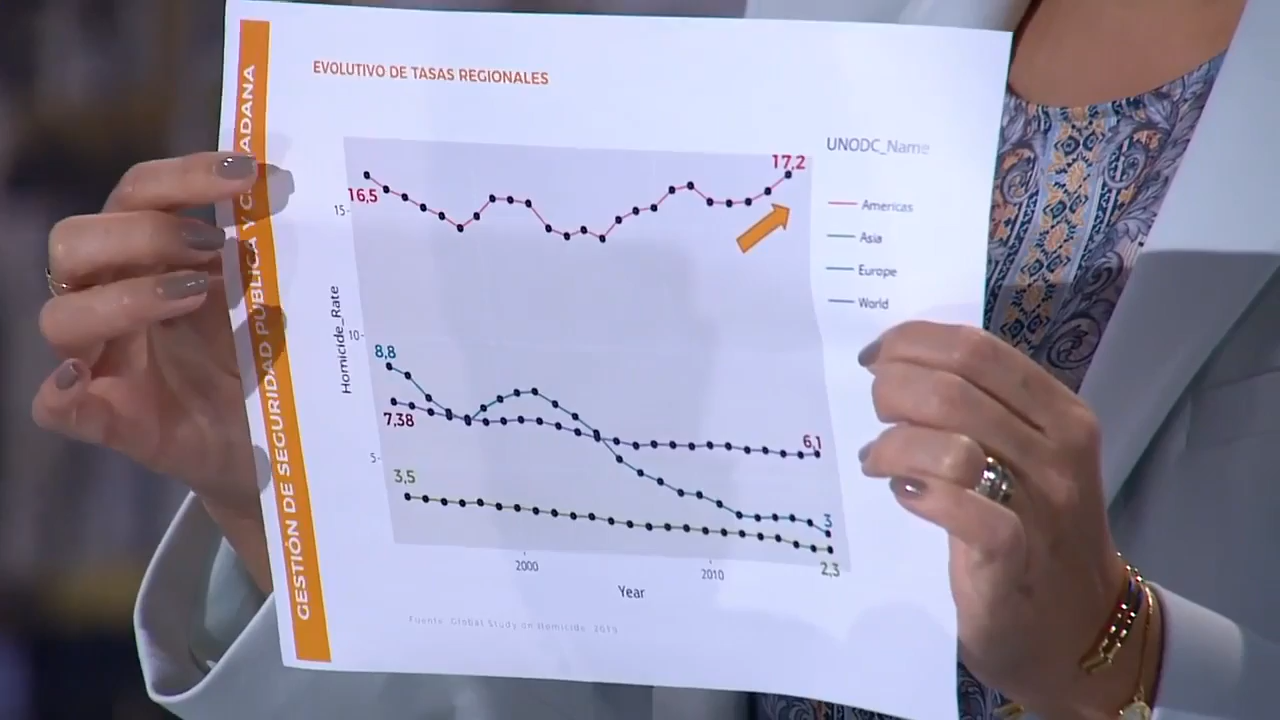 GESTIÓN DE SEGURIDAD PÚBLICA Y
EVOLUTIVO DE TASAS REGIONALES
UNODC_Name
Americas
Asia
Europe
World
Homicide_Rate
15
10
5
16,5
17,2
8,8
7,38
6,1
3,5
3
2,3
2000
2010
Year
Fuente: Global Study on Homicide, 2019